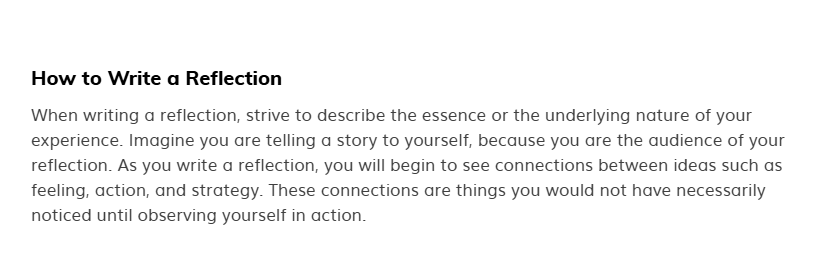 How to Write a Reflection
When writing a reflection, strive to describe the essence or the underlying nature of your
experience. Imagine you are telling a story to yourself, because you are the audience of your
reflection. As you write a reflection, you will begin to see connections between ideas such as
feeling, action, and strategy. These connections are things you would not have necessarily
noticed until observing yourself in action.